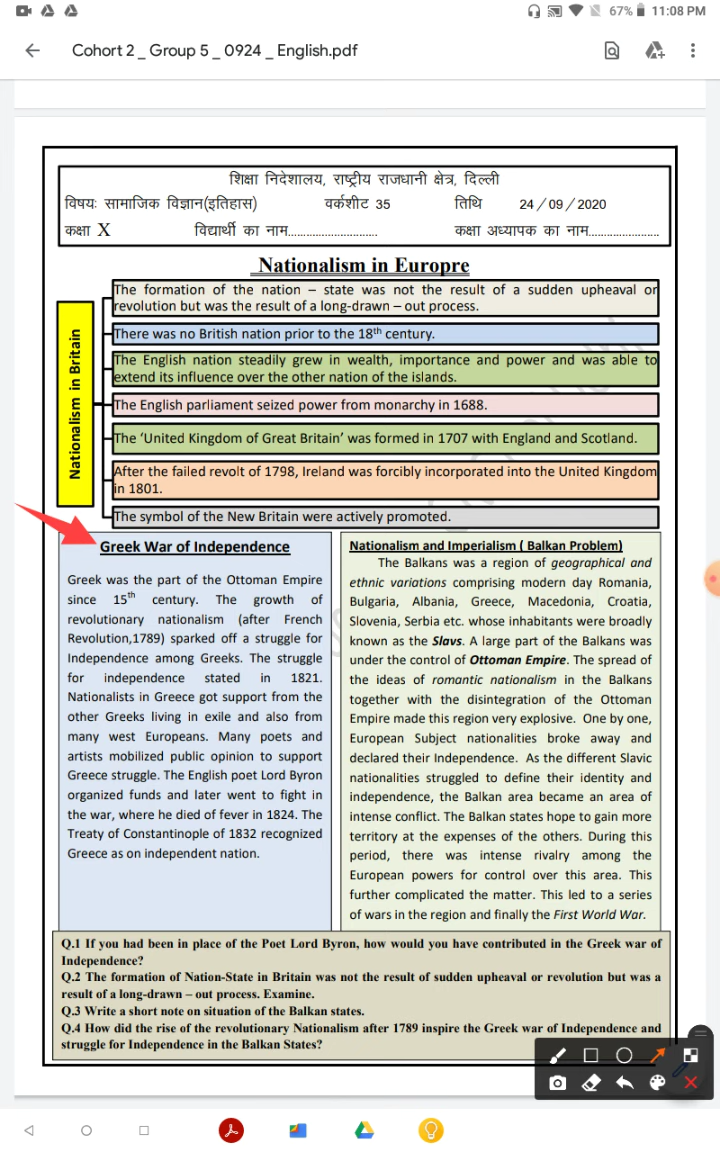 67% 11:08 PM
Cohort 2 _ Group 5 _ 0924 _ English.pdf
शिक्षा निदेशालय, राष्ट्रीय राजधानी क्षेत्र, दिल्ली
विषयः सामाजिक विज्ञान(इतिहास) वर्कशीट 35 तिथि 24 / 09 / 2020
कक्षा X विद्यार्थी का नाम.............................. कक्षा अध्यापक का नाम........................
Nationalism in Europre
Nationalism in Britain
The formation of the nation – state was not the result of a sudden upheaval or
revolution but was the result of a long-drawn – out process.
There was no British nation prior to the 18th century.
The English nation steadily grew in wealth, importance and power and was able to
extend its influence over the other nation of the islands.
The English parliament seized power from monarchy in 1688.
The ‘United Kingdom of Great Britain’ was formed in 1707 with England and Scotland.
After the failed revolt of 1798, Ireland was forcibly incorporated into the United Kingdom
in 1801.
The symbol of the New Britain were actively promoted.
Greek War of Independence
Greek was the part of the Ottoman Empire
since 15th century. The growth of
revolutionary nationalism (after French
Revolution,1789) sparked off a struggle for
Independence among Greeks. The struggle
for independence stated in 1821.
Nationalists in Greece got support from the
other Greeks living in exile and also from
many west Europeans. Many poets and
artists mobilized public opinion to support
Greece struggle. The English poet Lord Byron
organized funds and later went to fight in
the war, where he died of fever in 1824. The
Treaty of Constantinople of 1832 recognized
Greece as on independent nation.
Nationalism and Imperialism ( Balkan Problem)
The Balkans was a region of geographical and
ethnic variations comprising modern day Romania,
Bulgaria, Albania, Greece, Macedonia, Croatia,
Slovenia, Serbia etc. whose inhabitants were broadly
known as the Slavs. A large part of the Balkans was
under the control of Ottoman Empire. The spread of
the ideas of romantic nationalism in the Balkans
together with the disintegration of the Ottoman
Empire made this region very explosive. One by one,
European Subject nationalities broke away and
declared their Independence. As the different Slavic
nationalities struggled to define their identity and
independence, the Balkan area became an area of
intense conflict. The Balkan states hope to gain more
territory at the expenses of the others. During this
period, there was intense rivalry among the
European powers for control over this area. This
further complicated the matter. This led to a series
of wars in the region and finally the First World War.
Q.1 If you had been in place of the Poet Lord Byron, how would you have contributed in the Greek war of
Independence?
Q.2 The formation of Nation-State in Britain was not the result of sudden upheaval or revolution but was a
result of a long-drawn – out process. Examine.
Q.3 Write a short note on situation of the Balkan states.
Q.4 How did the rise of the revolutionary Nationalism after 1789 inspire the Greek war of Independence and
struggle for Independence in the Balkan States?